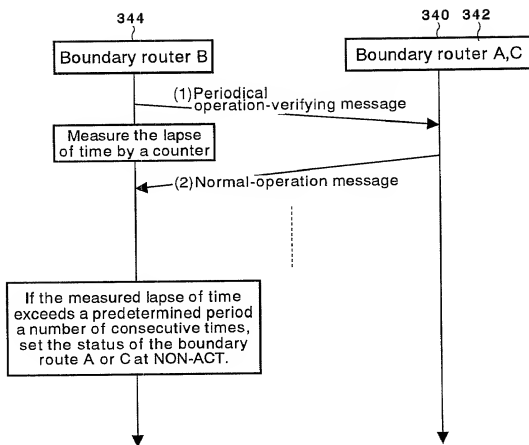 344
340 342
Boundary router B
Boundary router A,C
(1)Periodical
operation-verifying message
Measure the lapse
of time by a counter
(2)Normal-operation message
If the measured lapse of time
exceeds a predetermined period
a number of consecutive times,
set the status of the boundary
route A or C at NON-ACT.